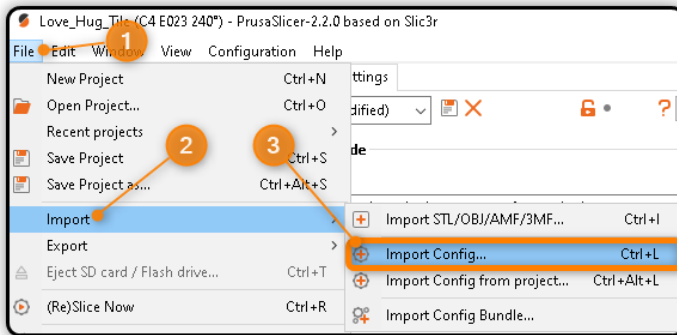 Love_Hug_Tile (C4 E023 240°) - PrusaSlicer-2.2.0 based on Slic3r
File Edit Window View Configuration Help
1
New Project Ctrl+N
ttings
Open Project... Ctrl+O
dified)
?
Recent projects >
2
3
de
Save Project Ctrl+S
Save Project as... Ctrl+Alt+S
Import >
Import STL/OBJ/AMF/3MF... Ctrl+I
Export >
Import Config... Ctrl+L
Eject SD card / Flash drive... Ctrl+T
Import Config from project... Ctrl+Alt+L
(Re)Slice Now Ctrl+R
Import Config Bundle...